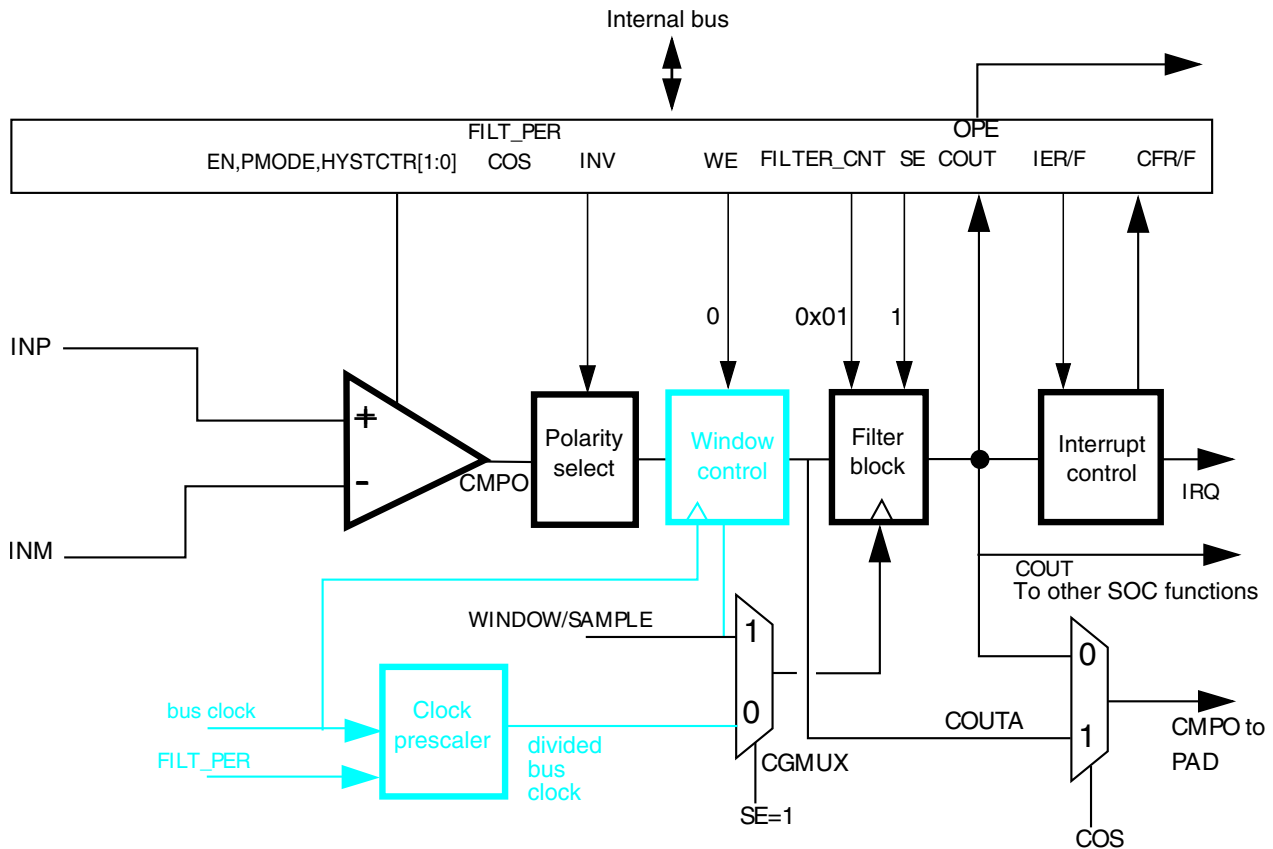 Internal bus
FILT_PER
OPE
EN,PMODE,HYSTCTR[1:0]
COS
INV
WE
FILTER_CNT
SE
COUT
IER/F
CFR/F
0
0x01
1
INP
+
-
INM
CMPO
Polarity
select
Window
control
Filter
block
Interrupt
control
IRQ
COUT
To other SOC functions
WINDOW/SAMPLE
1
0
CGMUX
SE=1
bus clock
FILT_PER
Clock
prescaler
divided
bus
clock
COUTA
0
1
COS
CMPO to
PAD